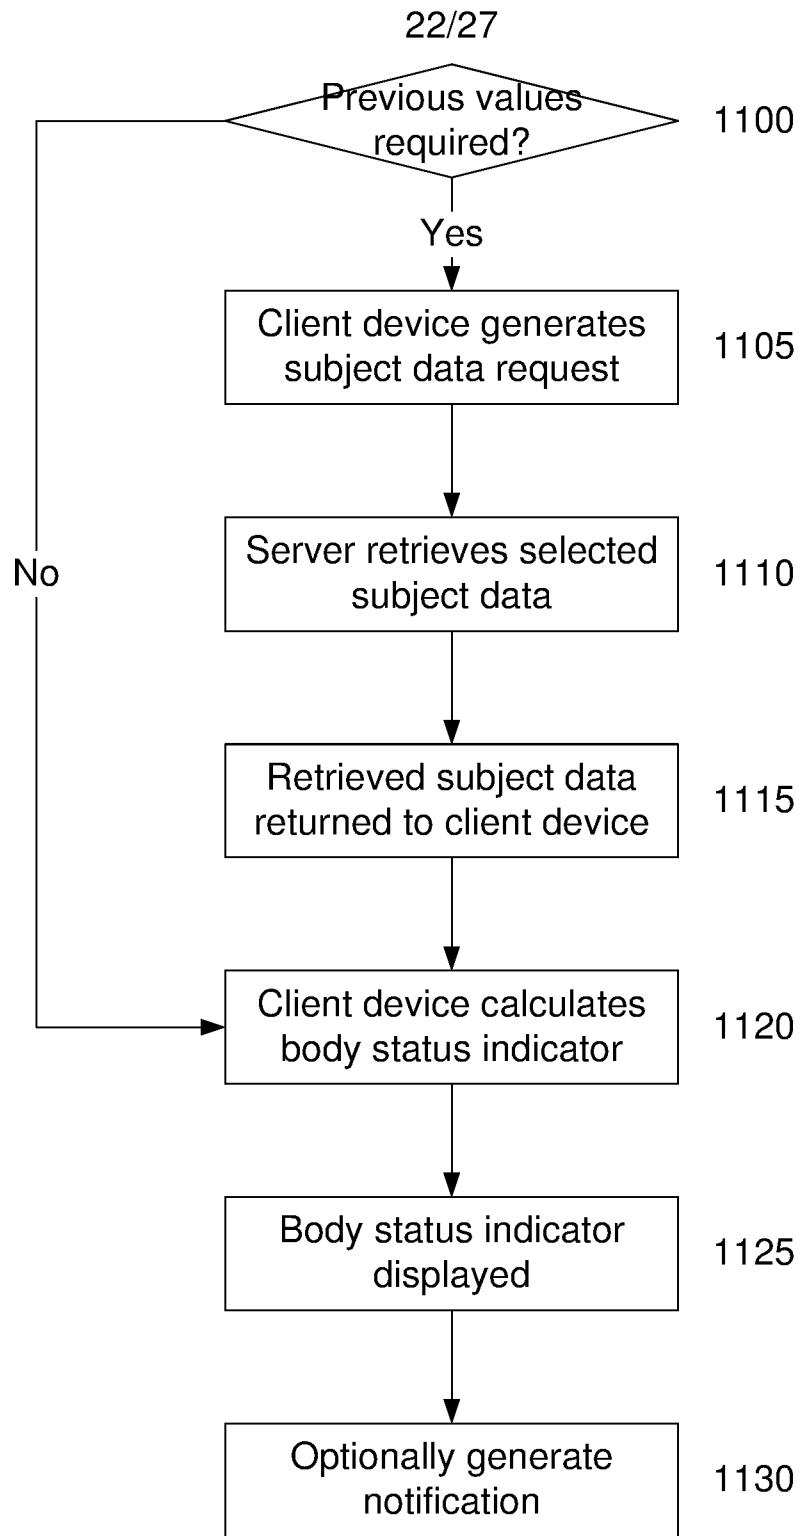 22/27
Previous values
required?
1100
Yes
Client device generates
subject data request
1105
Server retrieves selected
subject data
1110
No
Retrieved subject data
returned to client device
1115
Client device calculates
body status indicator
1120
Body status indicator
displayed
1125
Optionally generate
notification
1130